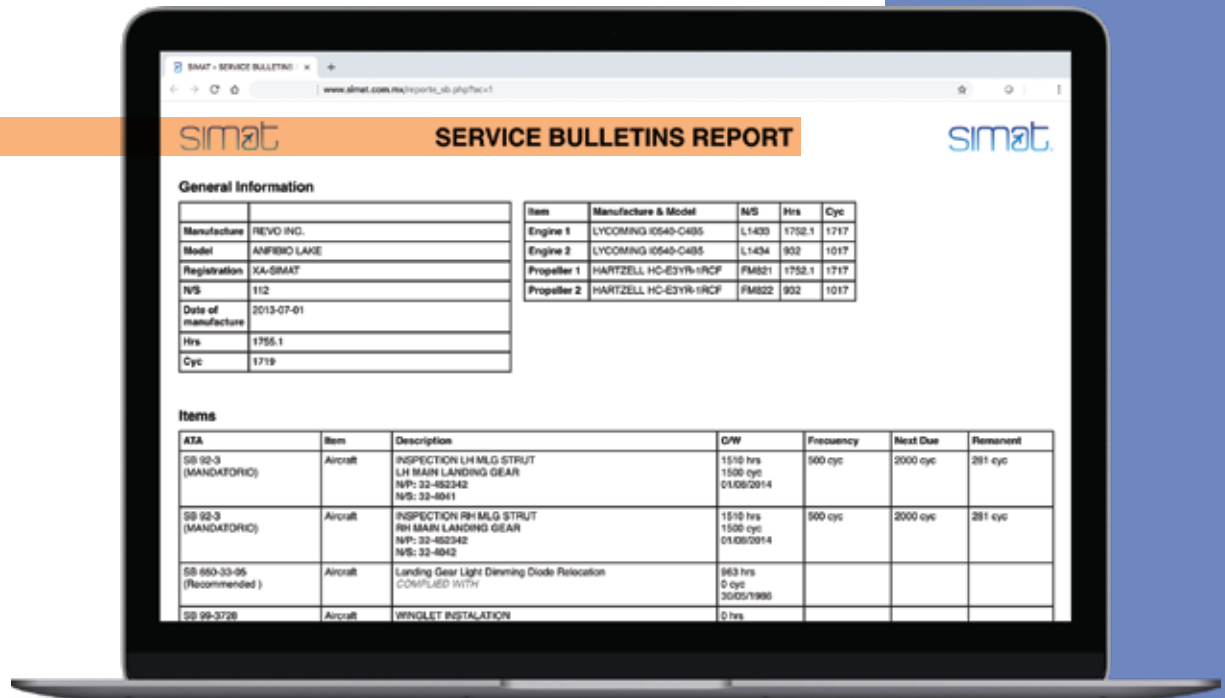 SIMAT - SERVICE BULLETINS
www.simat.com.mx/reporte_sb.php?ac=1
simat
SERVICE BULLETINS REPORT
simat
General Information
Manufacture REVO INC.
Model ANFIBIO LAKE
Registration XA-SIMAT
N/S 112
Date of
manufacture 2013-07-01
Hrs 1755.1
Cyc 1719
Item Manufacture & Model N/S Hrs Cyc
Engine 1 LYCOMING I0540-C4B5 L1433 1752.1 1717
Engine 2 LYCOMING I0540-C4B5 L1434 932 1017
Propeller 1 HARTZELL HC-E3YR-1RCF FM821 1752.1 1717
Propeller 2 HARTZELL HC-E3YR-1RCF FM822 932 1017
Items
ATA Item Description C/W Frecuency Next Due Remanent
SB 92-3 Aircraft INSPECTION LH MLG STRUT 1510 hrs 500 cyc 2000 cyc 281 cyc
(MANDATORIO) LH MAIN LANDING GEAR 1500 cyc
N/P: 32-452342 01/08/2014
N/S: 32-4041
SB 92-3 Aircraft INSPECTION RH MLG STRUT 1510 hrs 500 cyc 2000 cyc 281 cyc
(MANDATORIO) RH MAIN LANDING GEAR 1500 cyc
N/P: 32-452342 01/08/2014
N/S: 32-4042
SB 650-33-05 Aircraft Landing Gear Light Dimming Diode Relocation 963 hrs
(Recommended ) COMPLIED WITH 0 cyc
30/05/1986
SB 99-3728 Aircraft WINGLET INSTALATION 0 hrs